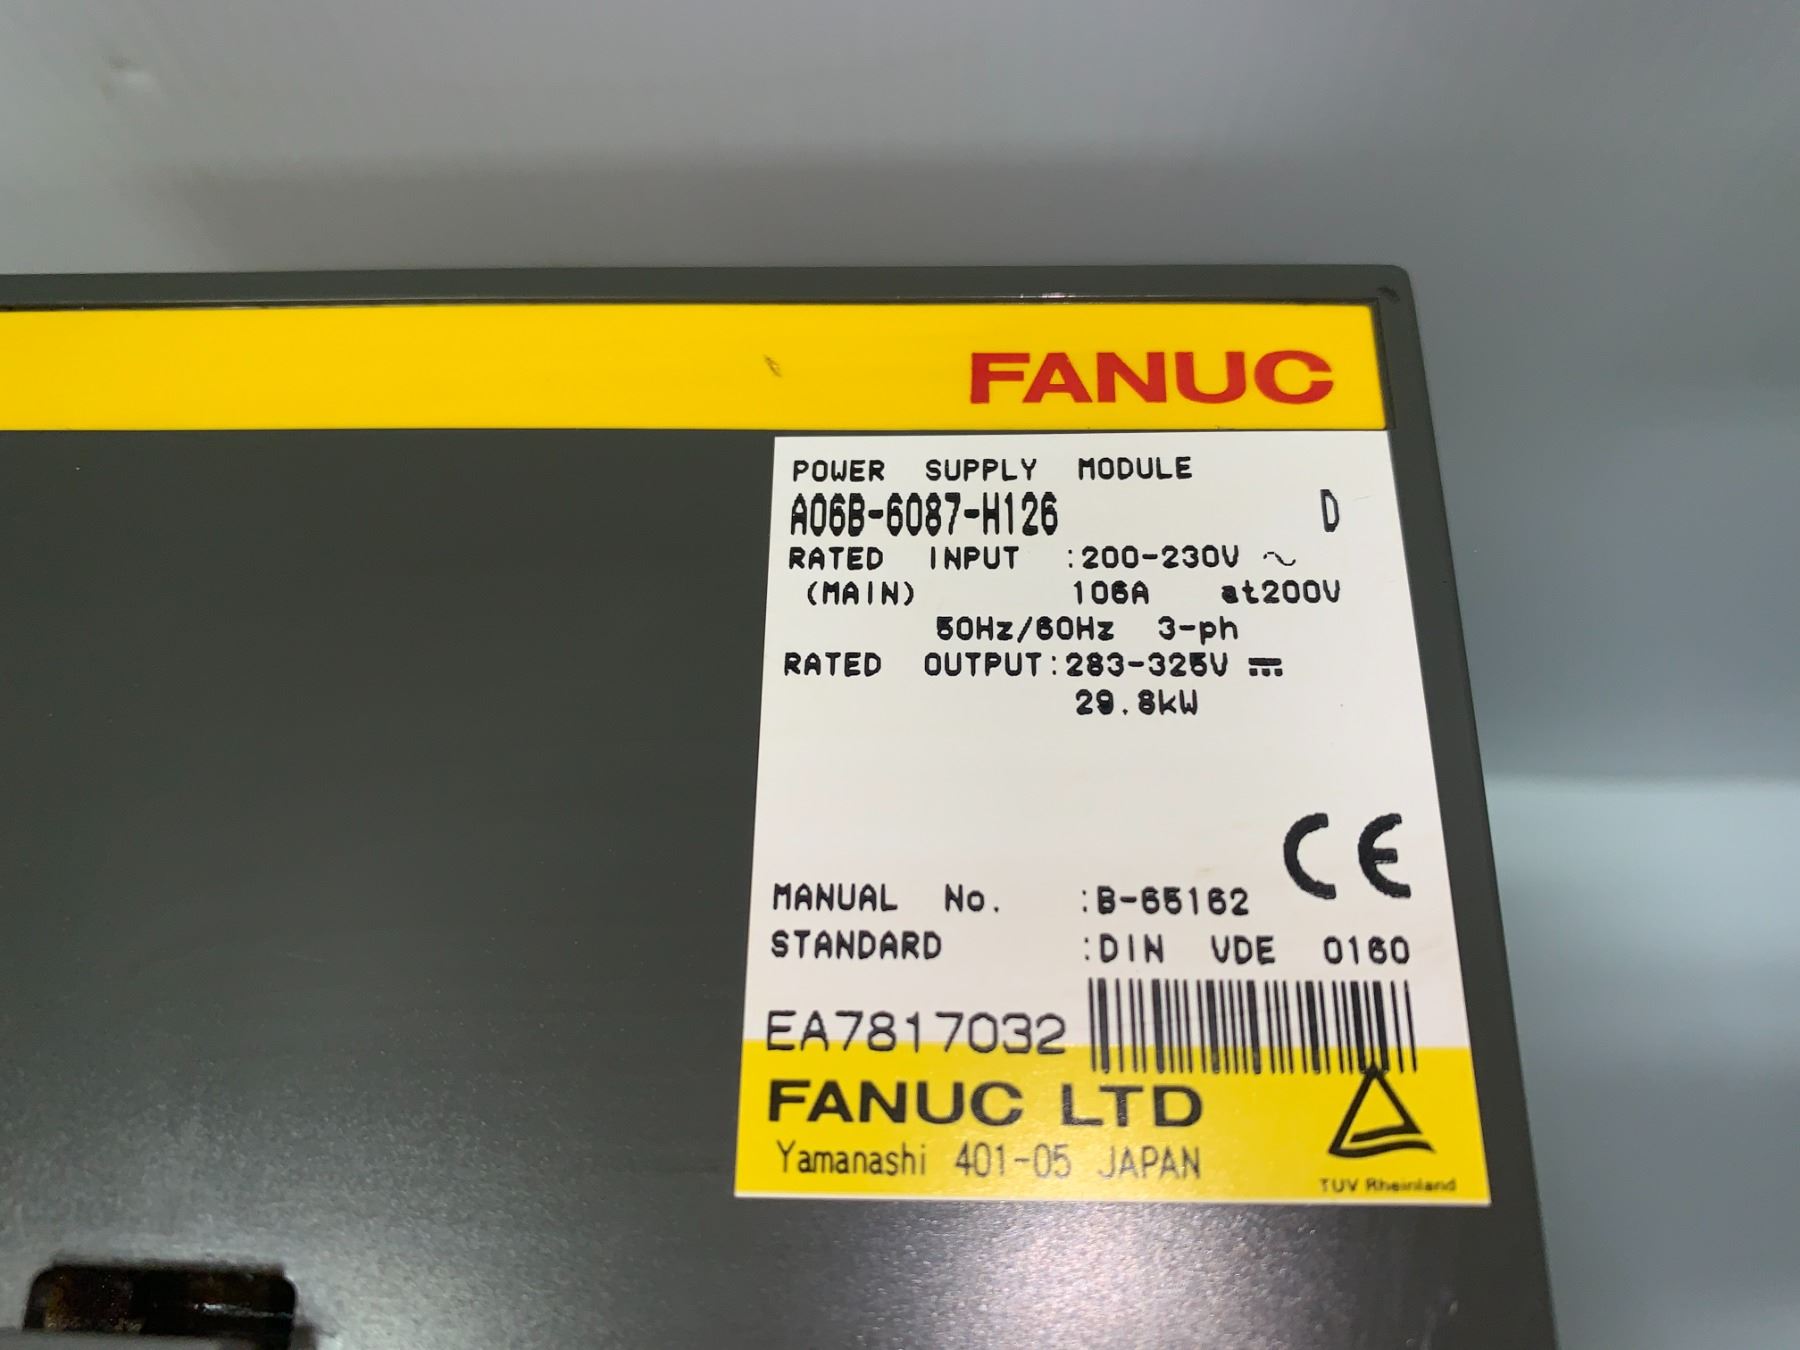 FANUC
POWER SUPPLY MODULE
A06B-6087-H126 D
RATED INPUT :200-230V ~
(MAIN) 106A at200V
50Hz/60Hz 3-ph
RATED OUTPUT:283-325V ⎓
29.8kW
CE
MANUAL No. :B-65162
STANDARD :DIN VDE 0160
EA7817032
FANUC LTD
Yamanashi 401-05 JAPAN
TUV Rheinland